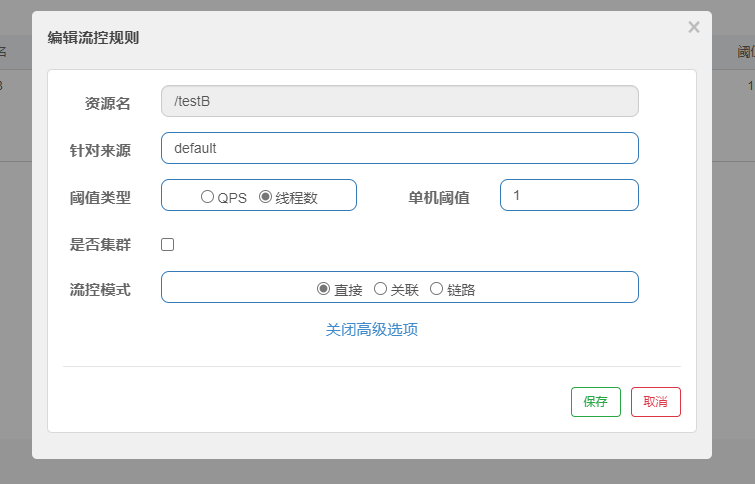 编辑流控规则
×
名
阈值
资源名 /testB
针对来源 default
阈值类型 QPS 线程数 单机阈值 1
是否集群
流控模式 直接 关联 链路
关闭高级选项
保存 取消